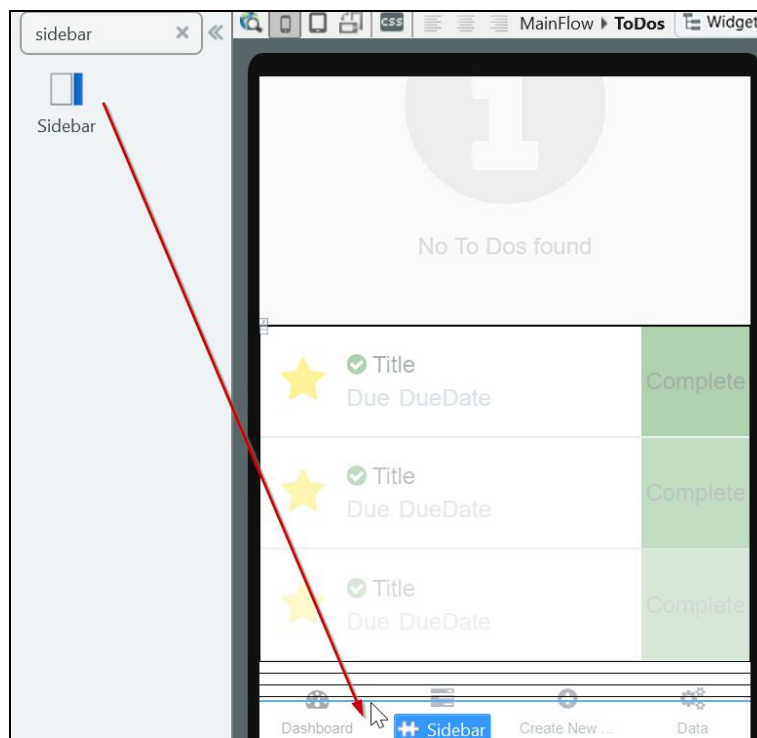 sidebar
Sidebar
css
MainFlow ToDos
Widget
No To Dos found
Title
Due DueDate
Complete
Title
Due DueDate
Complete
Title
Due DueDate
Complete
Dashboard
Sidebar
Create New ...
Data